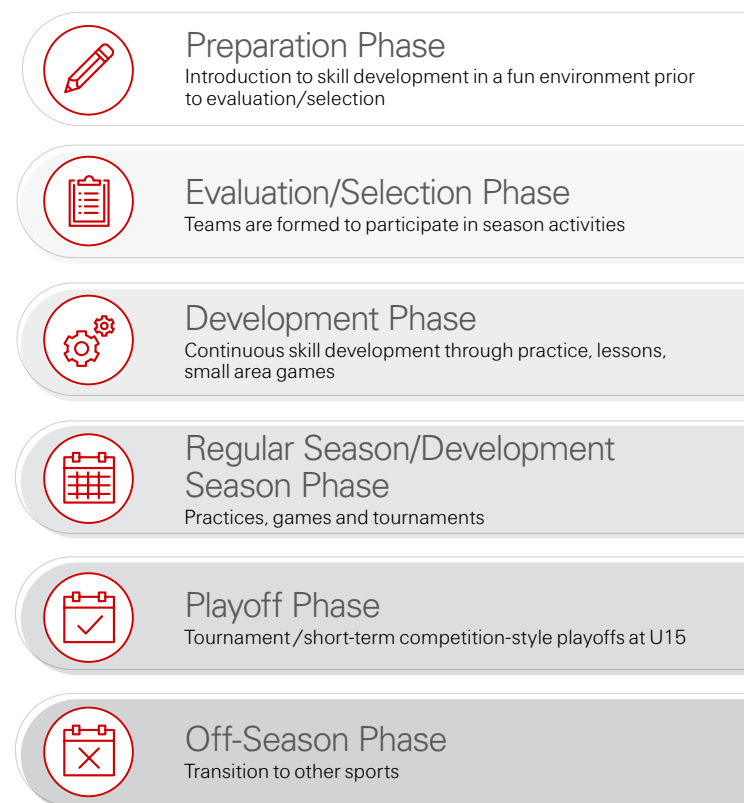 Preparation Phase
Introduction to skill development in a fun environment prior
to evaluation/selection
Evaluation/Selection Phase
Teams are formed to participate in season activities
Development Phase
Continuous skill development through practice, lessons,
small area games
Regular Season/Development
Season Phase
Practices, games and tournaments
Playoff Phase
Tournament/short-term competition-style playoffs at U15
Off-Season Phase
Transition to other sports